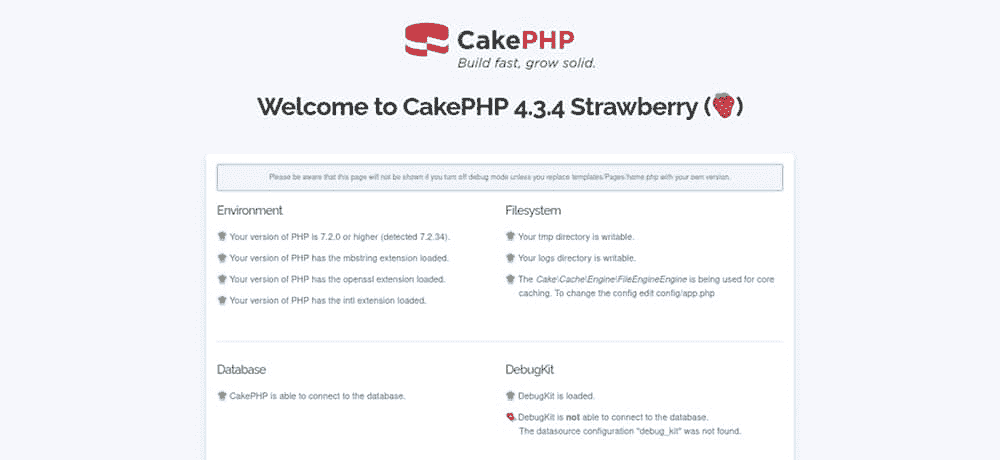 CakePHP
Build fast, grow solid.
Welcome to CakePHP 4.3.4 Strawberry (🍓)
Please be aware that this page will not be shown if you turn off debug mode unless you replace templates/Pages/home.php with your own version.
Environment
Your version of PHP is 7.2.0 or higher (detected 7.2.34).
Your version of PHP has the mbstring extension loaded.
Your version of PHP has the openssl extension loaded.
Your version of PHP has the intl extension loaded.
Filesystem
Your tmp directory is writable.
Your logs directory is writable.
The Cake\Cache\Engine\FileEngineEngine is being used for core
caching. To change the config edit config/app.php
Database
CakePHP is able to connect to the database.
DebugKit
DebugKit is loaded.
DebugKit is not able to connect to the database.
The datasource configuration "debug_kit" was not found.